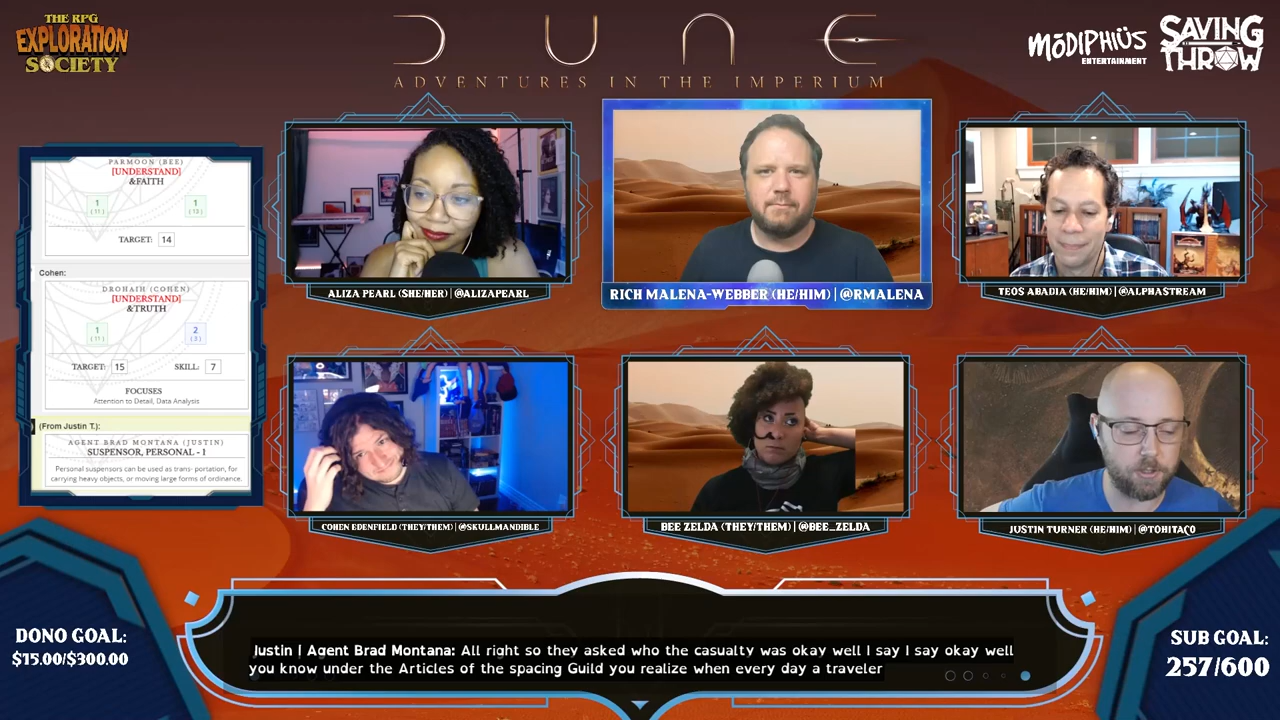 THE RPG
EXPLORATION
SOCIETY
DUNE
ADVENTURES IN THE IMPERIUM
MÖDIPHIÜS
ENTERTAINMENT
SAVING
THROW
PARMOON (BEE)
[UNDERSTAND]
&FAITH
1
1
(11)
(13)
TARGET: 14
Cohen:
DROHAIH (COHEN)
[UNDERSTAND]
&TRUTH
1
2
(11)
(3)
TARGET: 15
SKILL: 7
FOCUSES
Attention to Detail, Data Analysis
(From Justin T.):
AGENT BRAD MONTANA (JUSTIN)
SUSPENSOR, PERSONAL - 1
Personal suspensors can be used as trans- portation, for
carrying heavy objects, or moving large forms of ordinance.
ALIZA PEARL (SHE/HER) | @ALIZAPEARL
RICH MALENA-WEBBER (HE/HIM) | @RMALENA
TEOS ABADIA (HE/HIM) | @ALPHASTREAM
COHEN EDENFIELD (THEY/THEM) | @SKULLMANDIBLE
BEE ZELDA (THEY/THEM) | @BEE_ZELDA
JUSTIN TURNER (HE/HIM) | @TOHITACO
DONO GOAL:
$15.00/$300.00
Justin | Agent Brad Montana: All right so they asked who the casualty was okay well I say I say okay well
you know under the Articles of the spacing Guild you realize when every day a traveler
SUB GOAL:
257/600